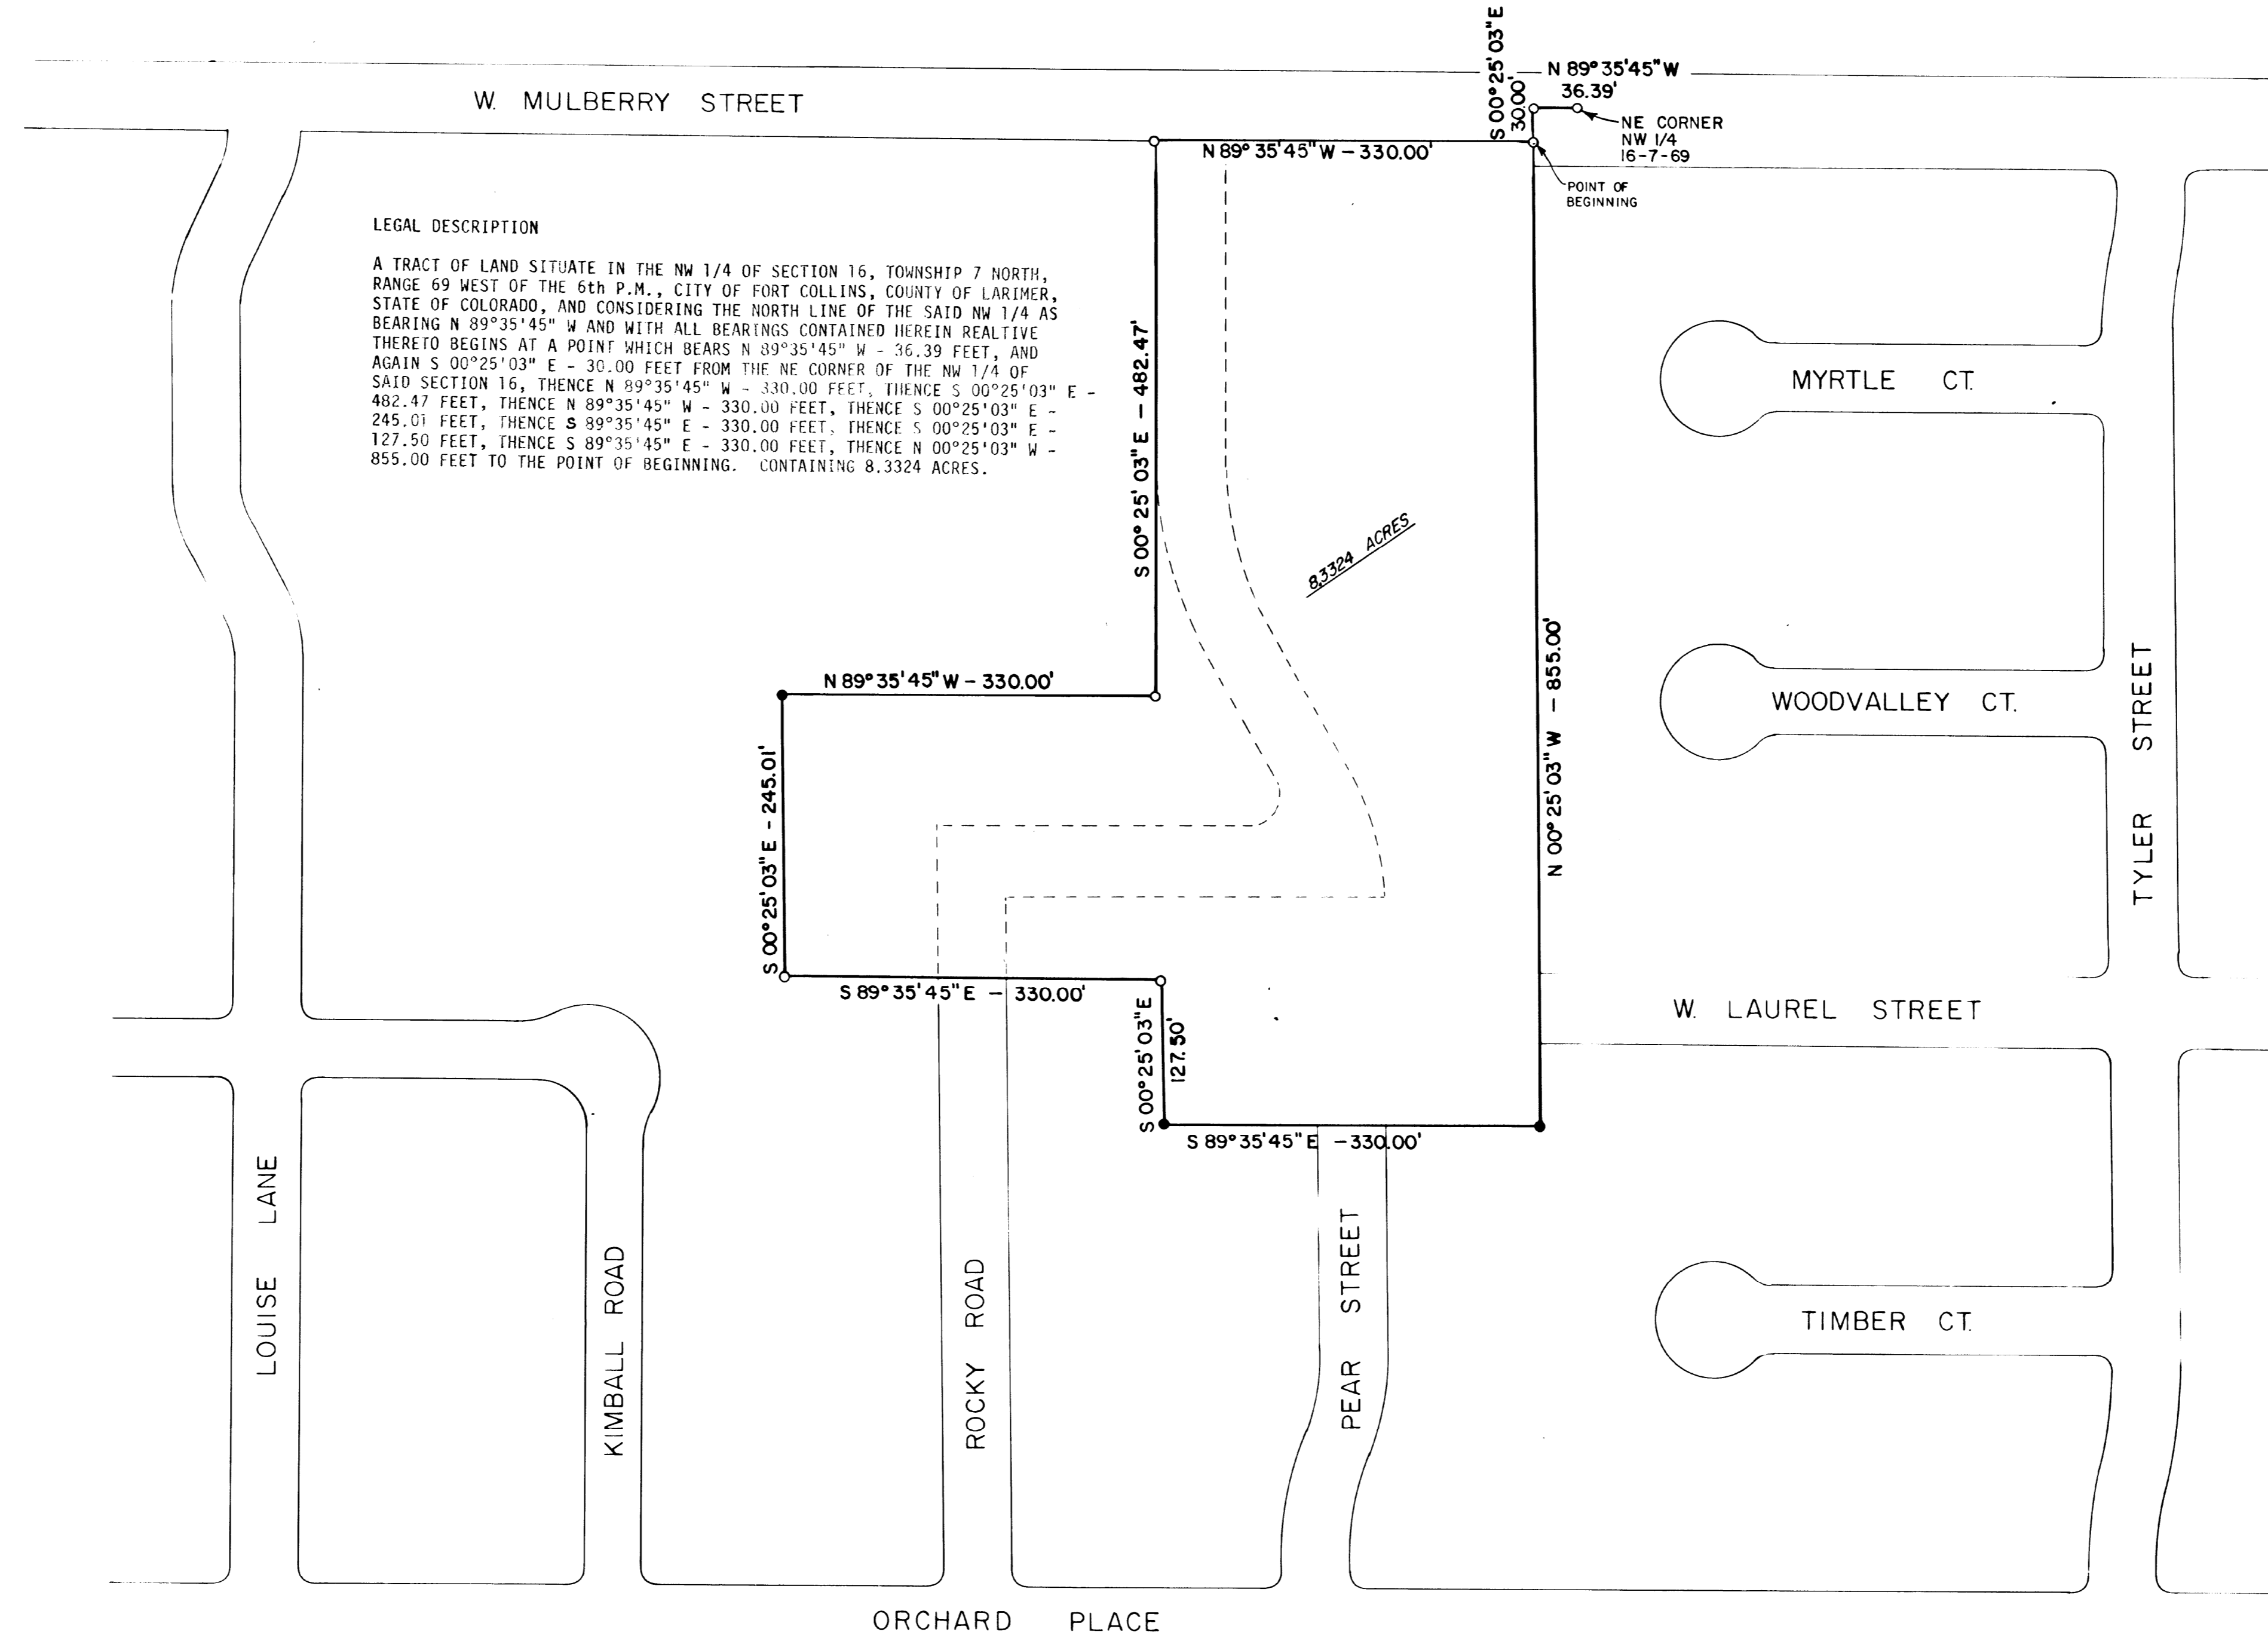 S 00°25'03"E
30.00'
N 89°35'45"W
36.39'
W. MULBERRY STREET
NE CORNER
NW 1/4
16-7-69
N 89°35'45"W – 330.00'
POINT OF
BEGINNING
LEGAL DESCRIPTION
A TRACT OF LAND SITUATE IN THE NW 1/4 OF SECTION 16, TOWNSHIP 7 NORTH,
RANGE 69 WEST OF THE 6th P.M., CITY OF FORT COLLINS, COUNTY OF LARIMER,
STATE OF COLORADO, AND CONSIDERING THE NORTH LINE OF THE SAID NW 1/4 AS
BEARING N 89°35'45" W AND WITH ALL BEARINGS CONTAINED HEREIN REALTIVE
THERETO BEGINS AT A POINT WHICH BEARS N 89°35'45" W - 36.39 FEET, AND
AGAIN S 00°25'03" E - 30.00 FEET FROM THE NE CORNER OF THE NW 1/4 OF
SAID SECTION 16, THENCE N 89°35'45" W - 330.00 FEET, THENCE S 00°25'03" E -
482.47 FEET, THENCE N 89°35'45" W - 330.00 FEET, THENCE S 00°25'03" E -
245.01 FEET, THENCE S 89°35'45" E - 330.00 FEET, THENCE S 00°25'03" E -
127.50 FEET, THENCE S 89°35'45" E - 330.00 FEET, THENCE N 00°25'03" W -
855.00 FEET TO THE POINT OF BEGINNING. CONTAINING 8.3324 ACRES.
S 00°25'03"E – 482.47'
MYRTLE CT.
8.3324 ACRES
N 89°35'45"W – 330.00'
WOODVALLEY CT.
TYLER STREET
N 00°25'03"W – 855.00'
S 00°25'03"E – 245.01'
S 89°35'45"E – 330.00'
S 00°25'03"E
127.50'
W. LAUREL STREET
S 89°35'45"E –330.00'
LOUISE LANE
KIMBALL ROAD
ROCKY ROAD
PEAR STREET
TIMBER CT.
ORCHARD PLACE